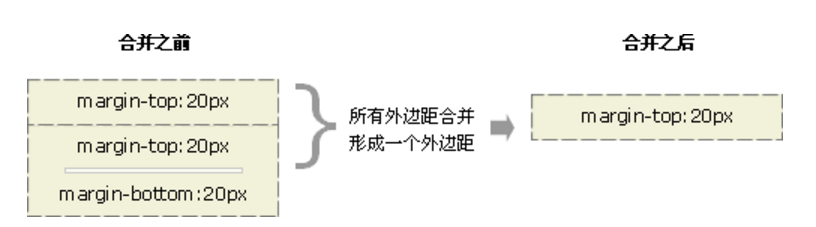 合并之前
合并之后
margin-top:20px
margin-top:20px
margin-bottom:20px
所有外边距合并
形成一个外边距
margin-top:20px